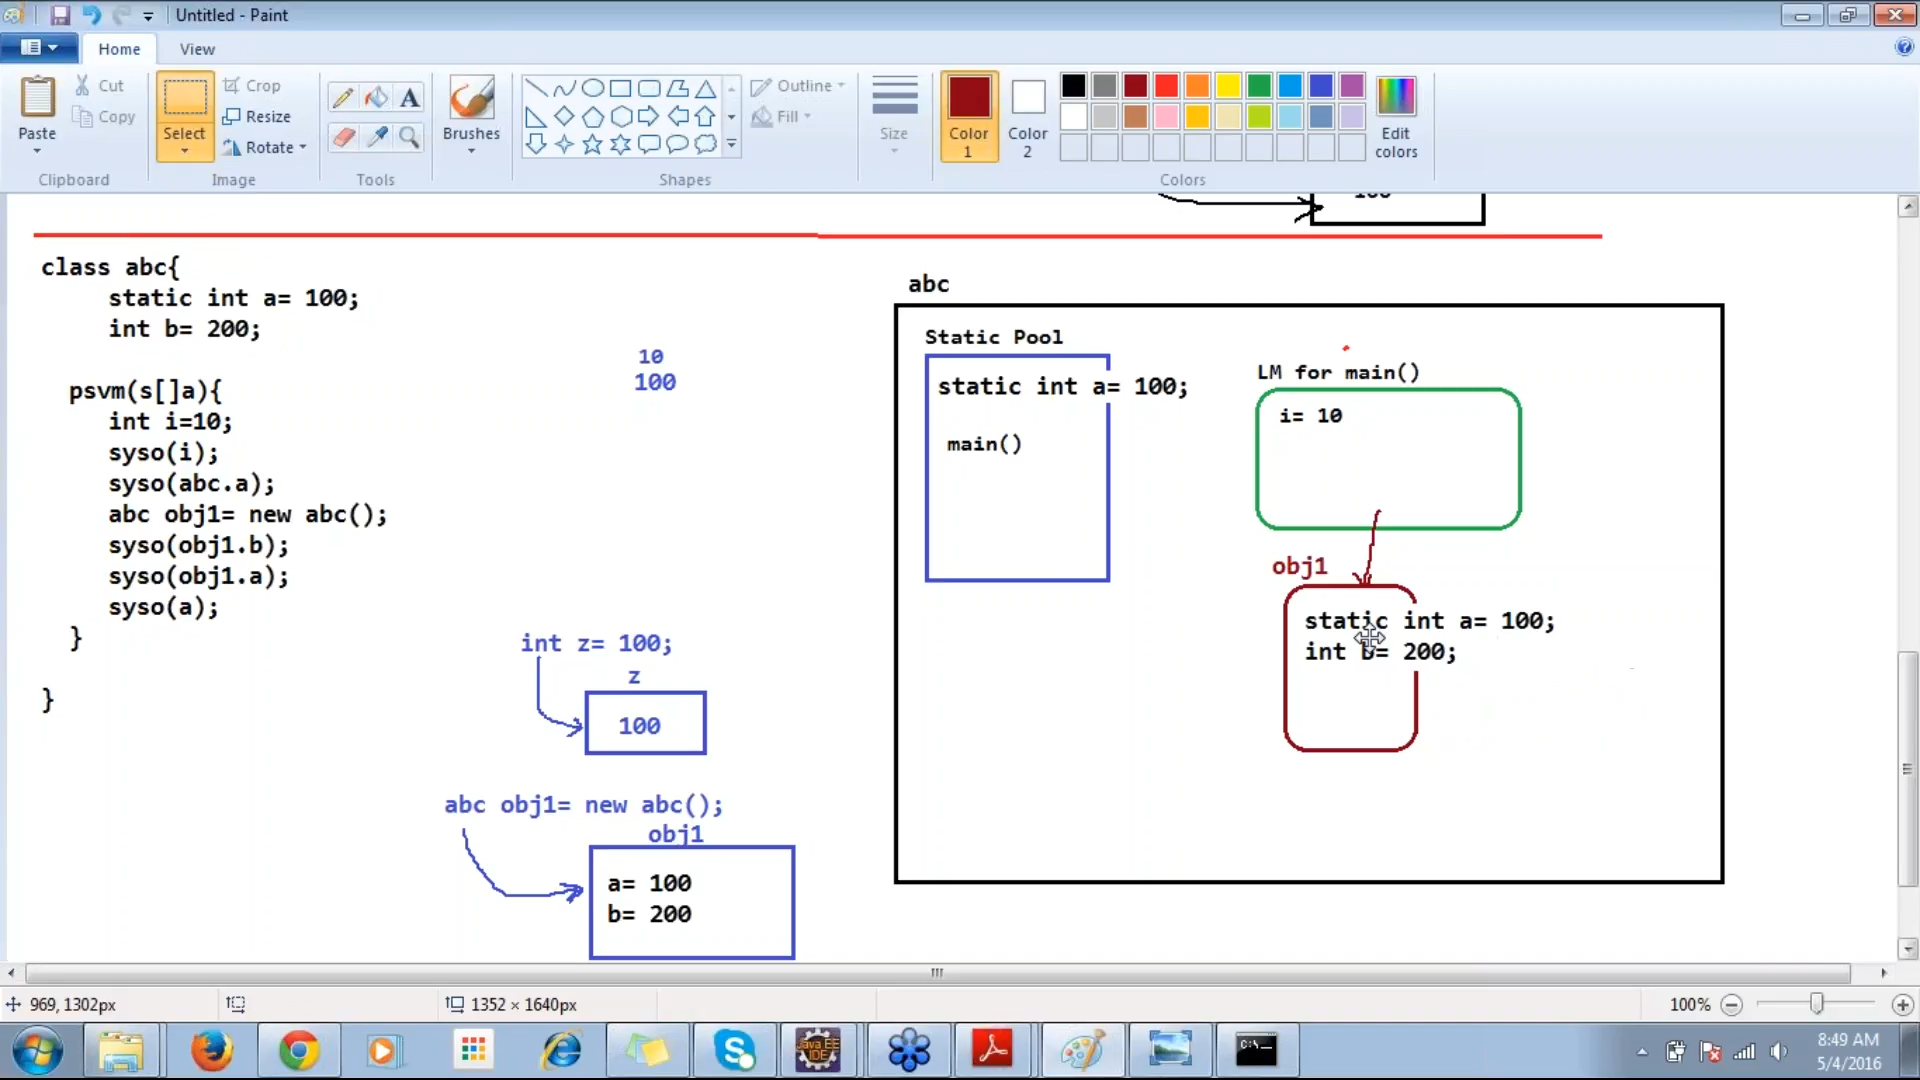 Untitled - Paint
Home
View
Cut
Copy
Paste
Clipboard
Crop
Resize
Rotate
Select
Image
Tools
Brushes
Outline
Fill
Shapes
Size
Color
1
Color
2
Edit
colors
Colors
class abc{
static int a= 100;
int b= 200;
psvm(s[]a){
int i=10;
syso(i);
syso(abc.a);
abc obj1= new abc();
syso(obj1.b);
syso(obj1.a);
syso(a);
}
}
10
100
int z= 100;
z
100
abc obj1= new abc();
obj1
a= 100
b= 200
abc
Static Pool
static int a= 100;
main()
LM for main()
i= 10
obj1
static int a= 100;
int b= 200;
969, 1302px
1352 × 1640px
100%
Java EE
IDE
C:\_
8:49 AM
5/4/2016